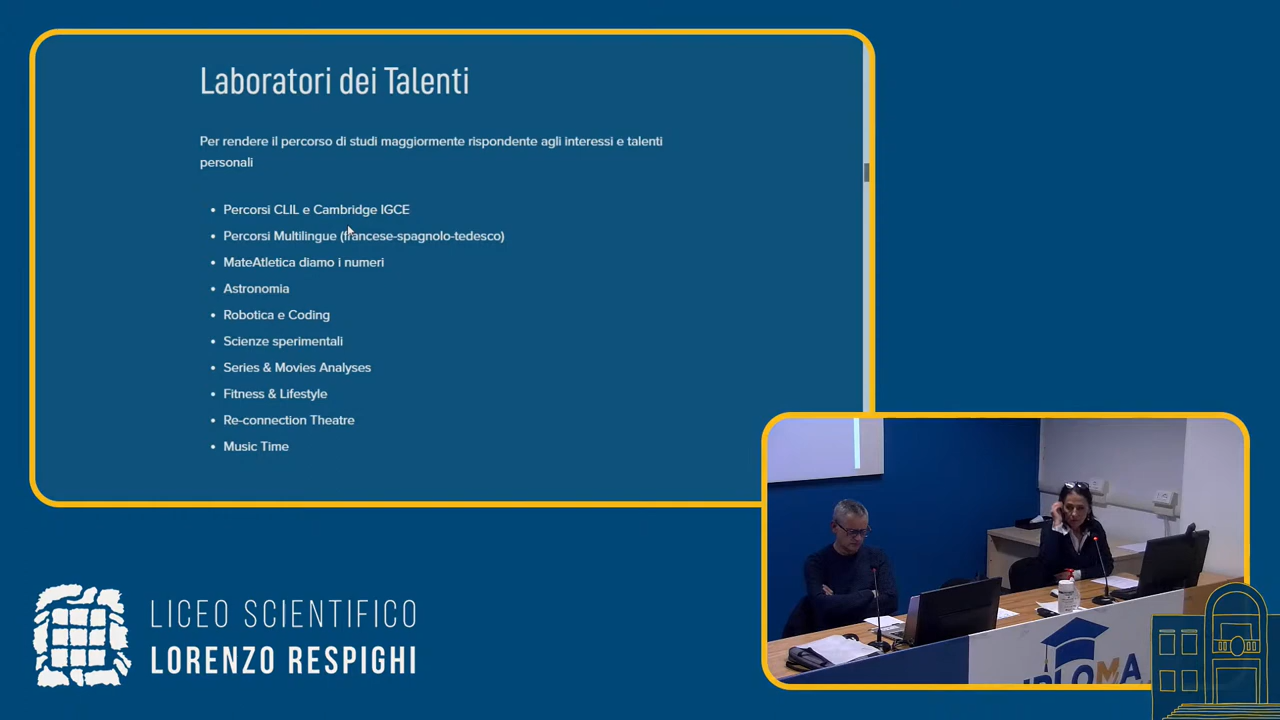 Laboratori dei Talenti
Per rendere il percorso di studi maggiormente rispondente agli interessi e talenti
personali
• Percorsi CLIL e Cambridge IGCE
• Percorsi Multilingue (francese-spagnolo-tedesco)
• MateAtletica diamo i numeri
• Astronomia
• Robotica e Coding
• Scienze sperimentali
• Series & Movies Analyses
• Fitness & Lifestyle
• Re-connection Theatre
• Music Time
LICEO SCIENTIFICO
LORENZO RESPIGHI
IPLOMA